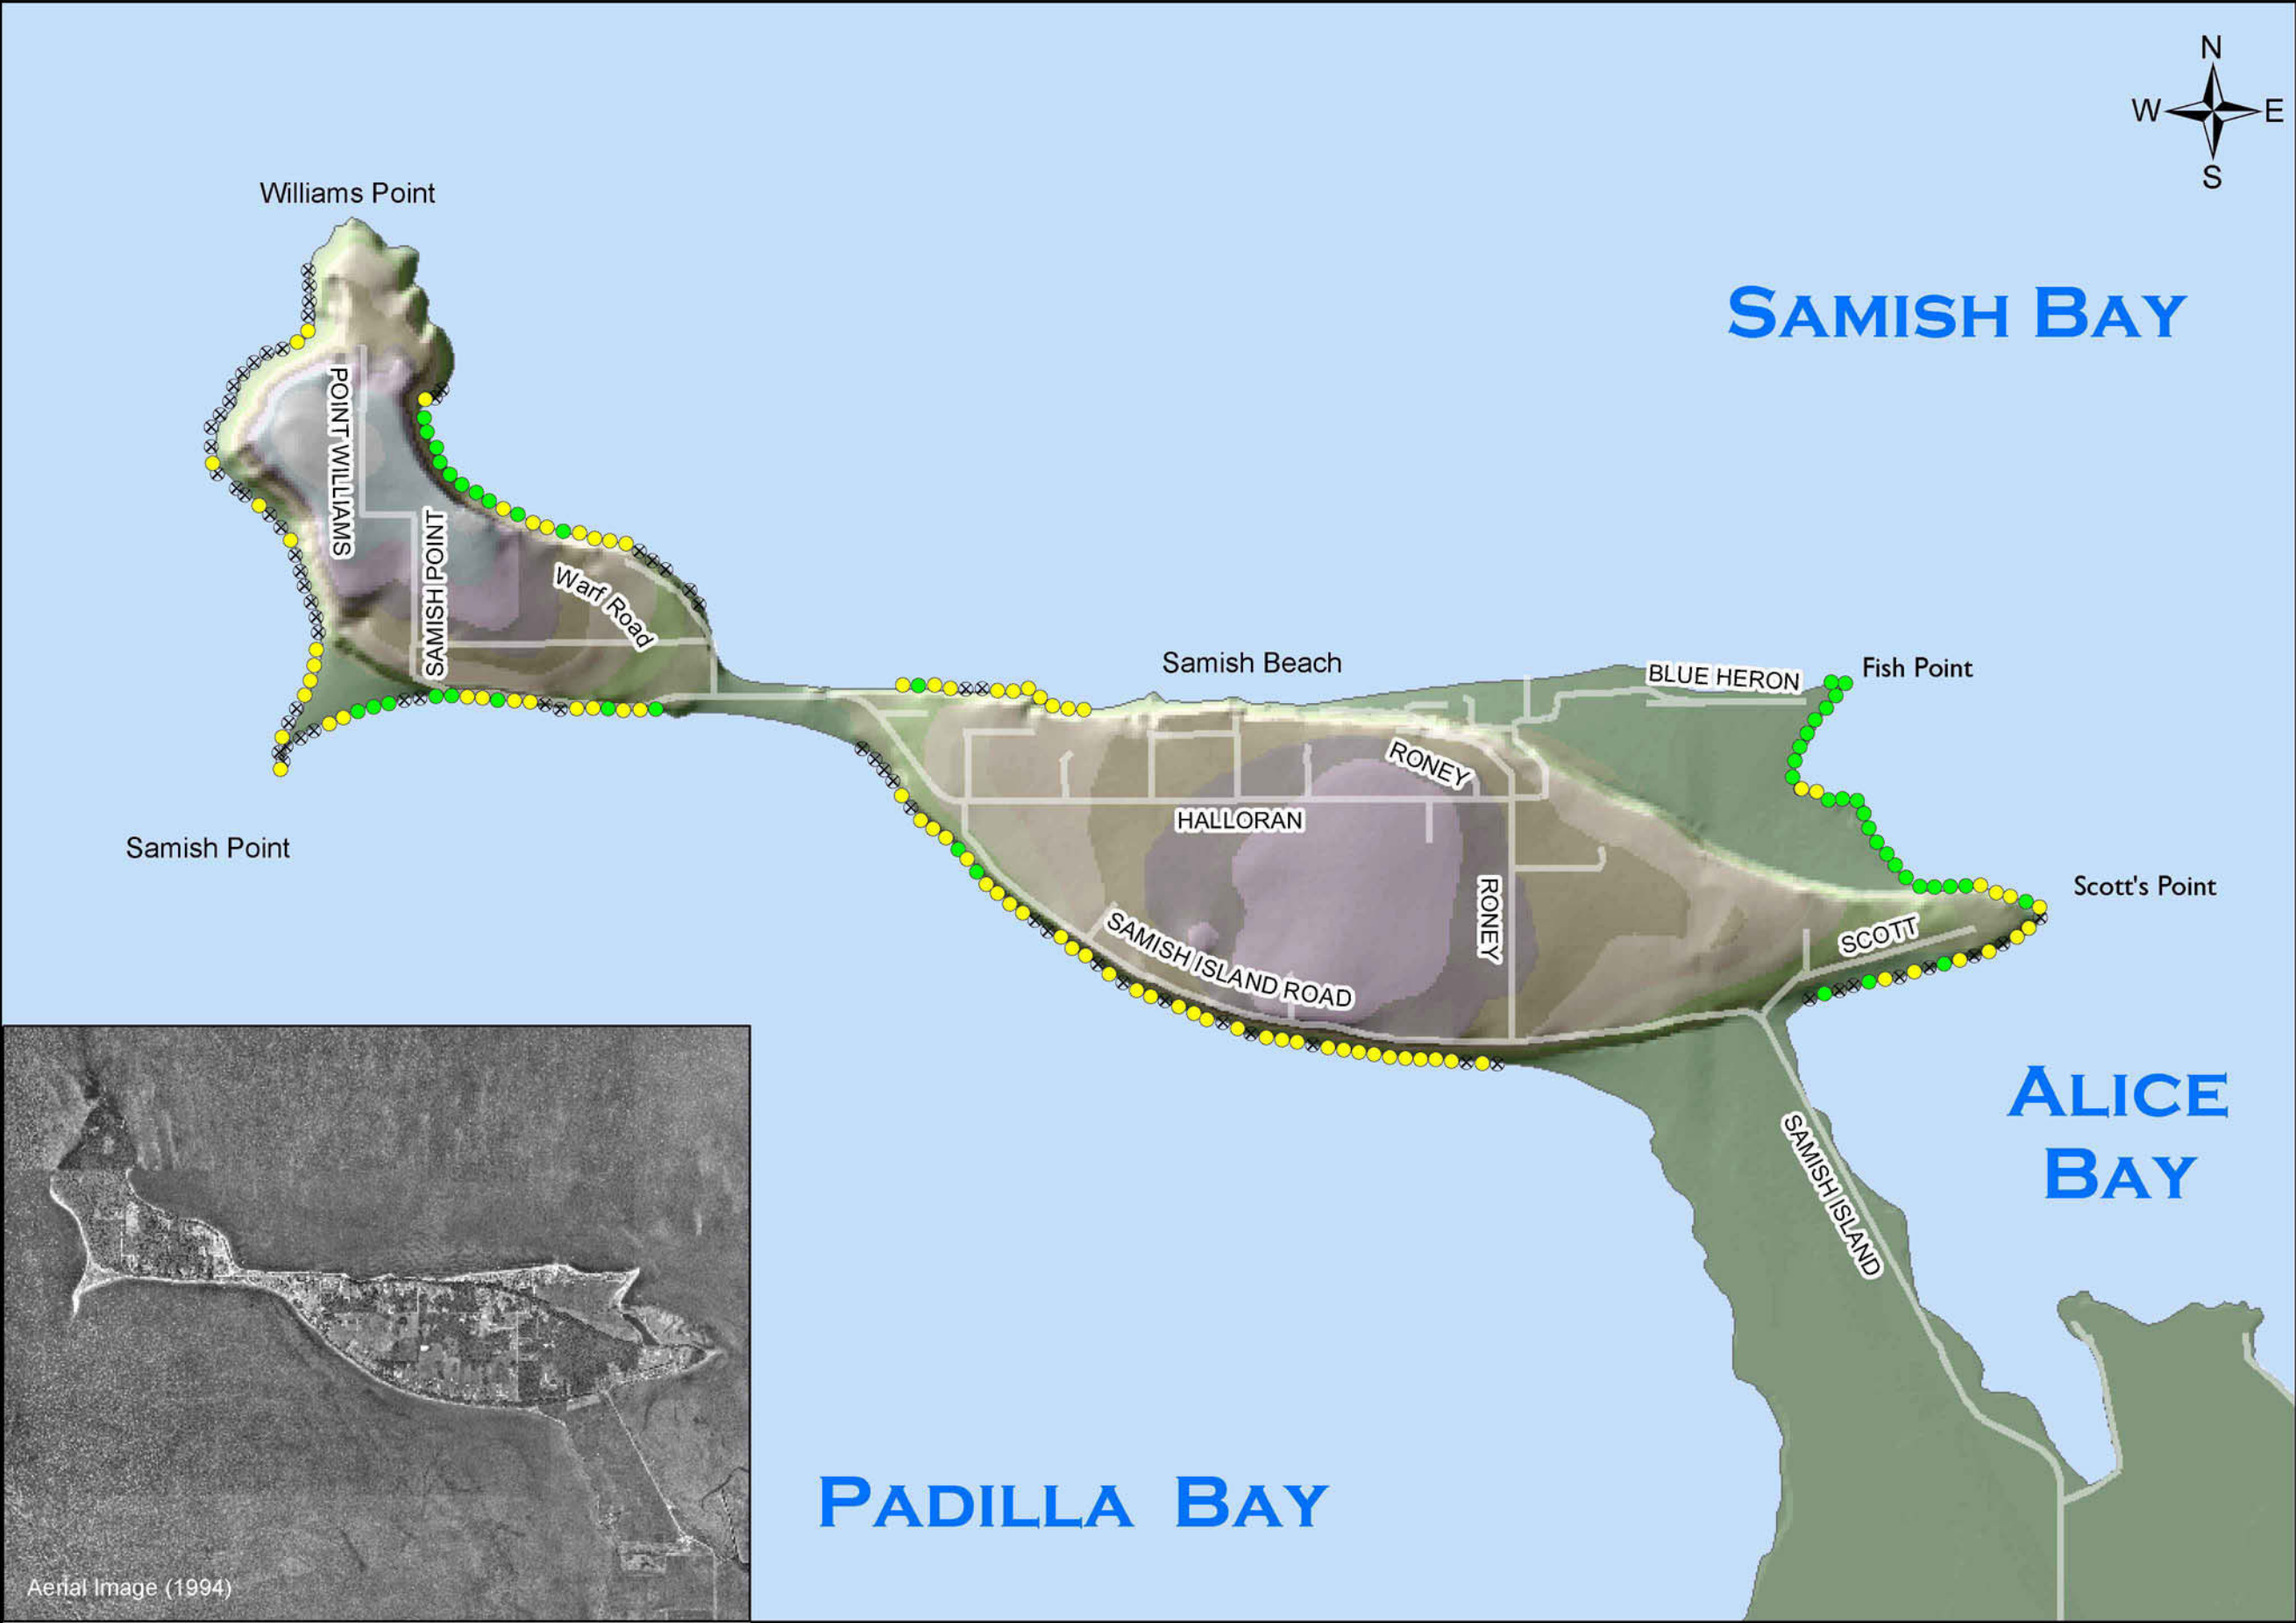 N
W E
S
Williams Point
SAMISH BAY
POINT WILLIAMS
SAMISH POINT
Warf Road
Samish Beach
BLUE HERON
Fish Point
RONEY
HALLORAN
Samish Point
RONEY
Scott's Point
SCOTT
SAMISH ISLAND ROAD
ALICE
BAY
SAMISH ISLAND
PADILLA BAY
Aerial Image (1994)